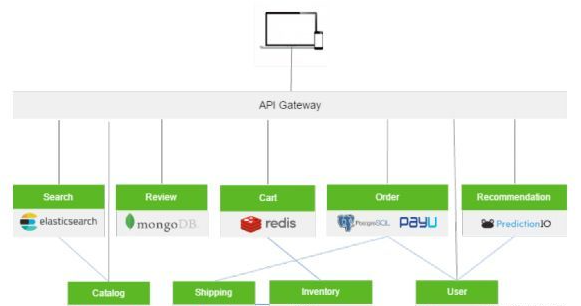 API Gateway
Search
Review
Cart
Order
Recommendation
elasticsearch
mongoDB
redis
PostgreSQL
PayU
PredictionIO
Catalog
Shipping
Inventory
User